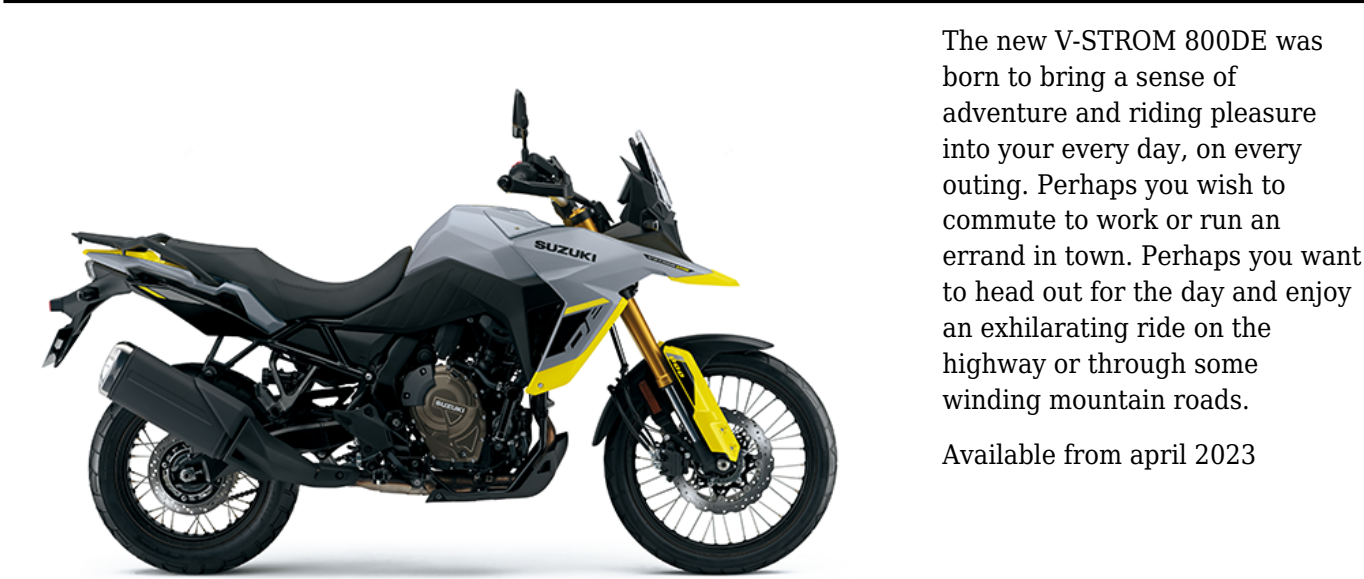 The new V-STROM 800DE was
born to bring a sense of
adventure and riding pleasure
into your every day, on every
outing. Perhaps you wish to
commute to work or run an
errand in town. Perhaps you want
to head out for the day and enjoy
an exhilarating ride on the
highway or through some
winding mountain roads.
Available from april 2023
SUZUKI
SUZUKI